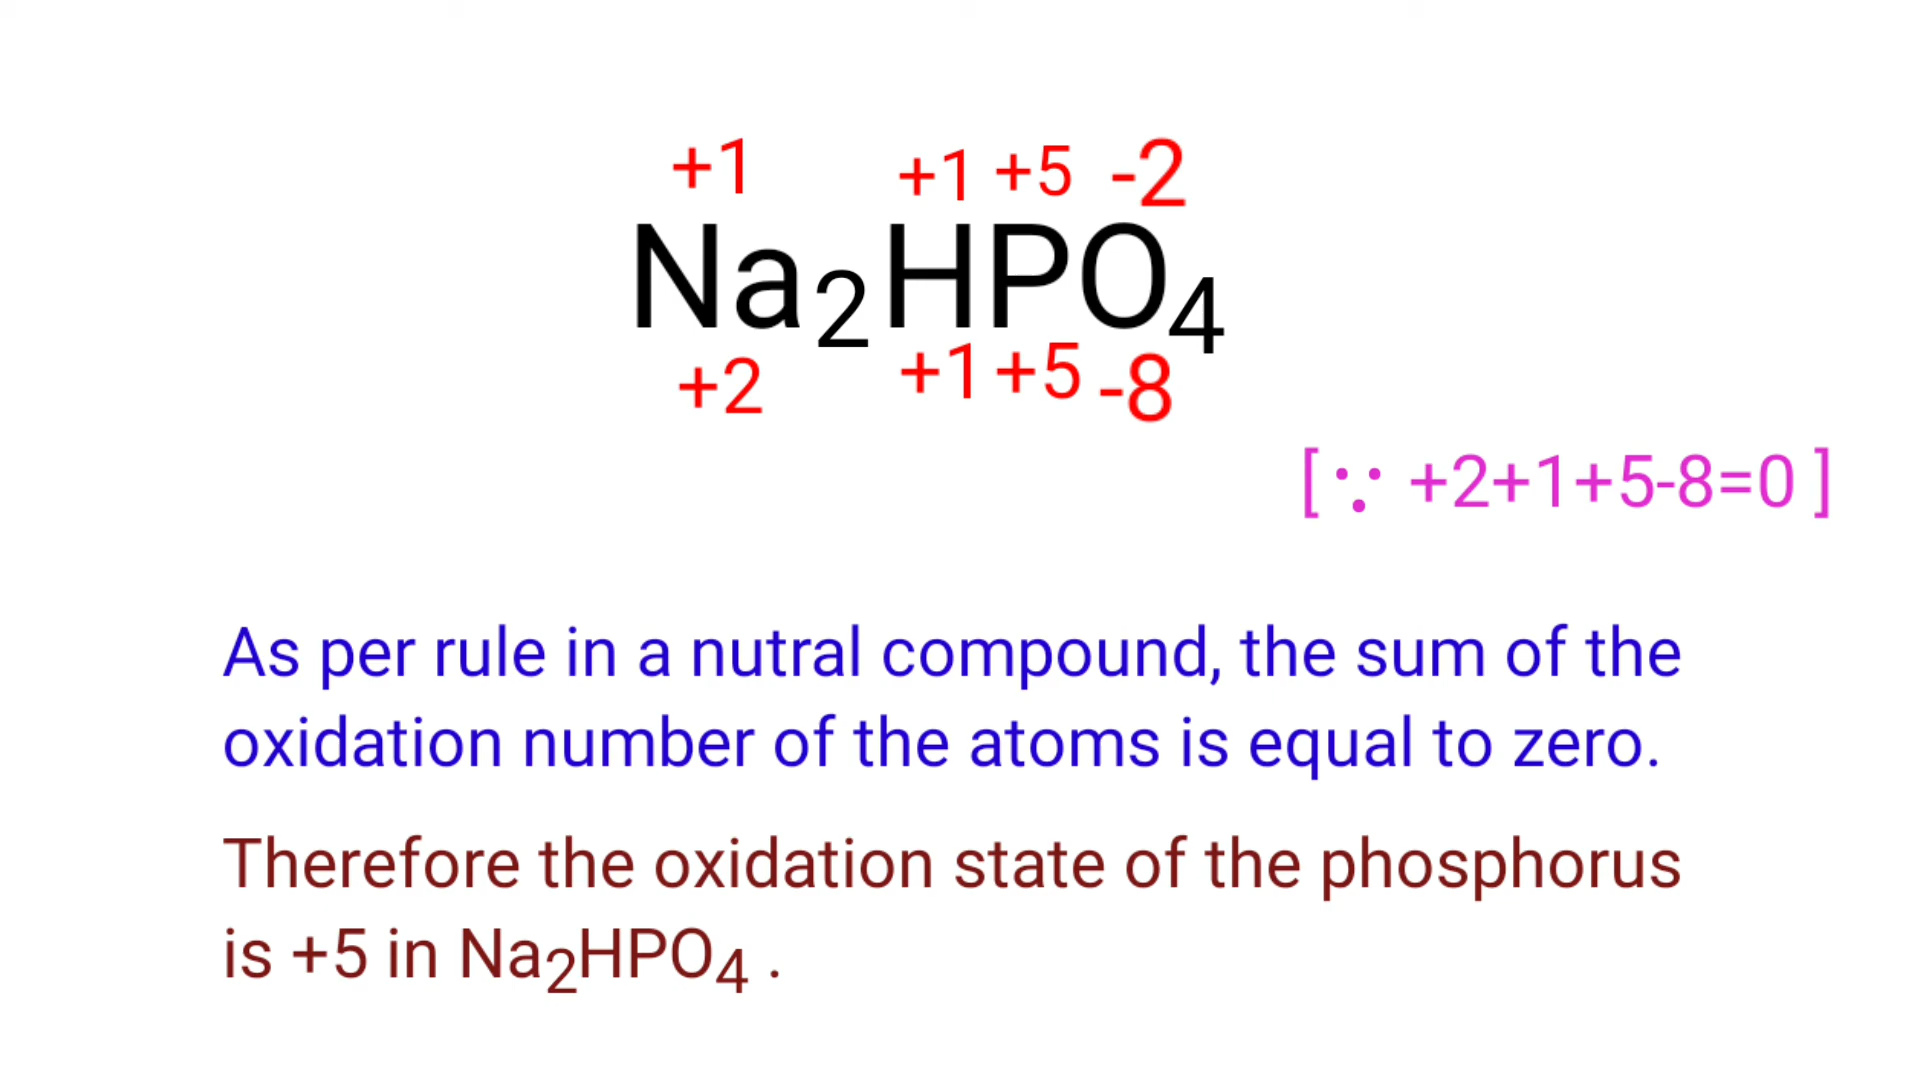 +1 +1 +5 -2
Na₂HPO₄
+2 +1 +5 -8
[ ∵ +2+1+5-8=0 ]
As per rule in a nutral compound, the sum of the
oxidation number of the atoms is equal to zero.
Therefore the oxidation state of the phosphorus
is +5 in Na₂HPO₄ .